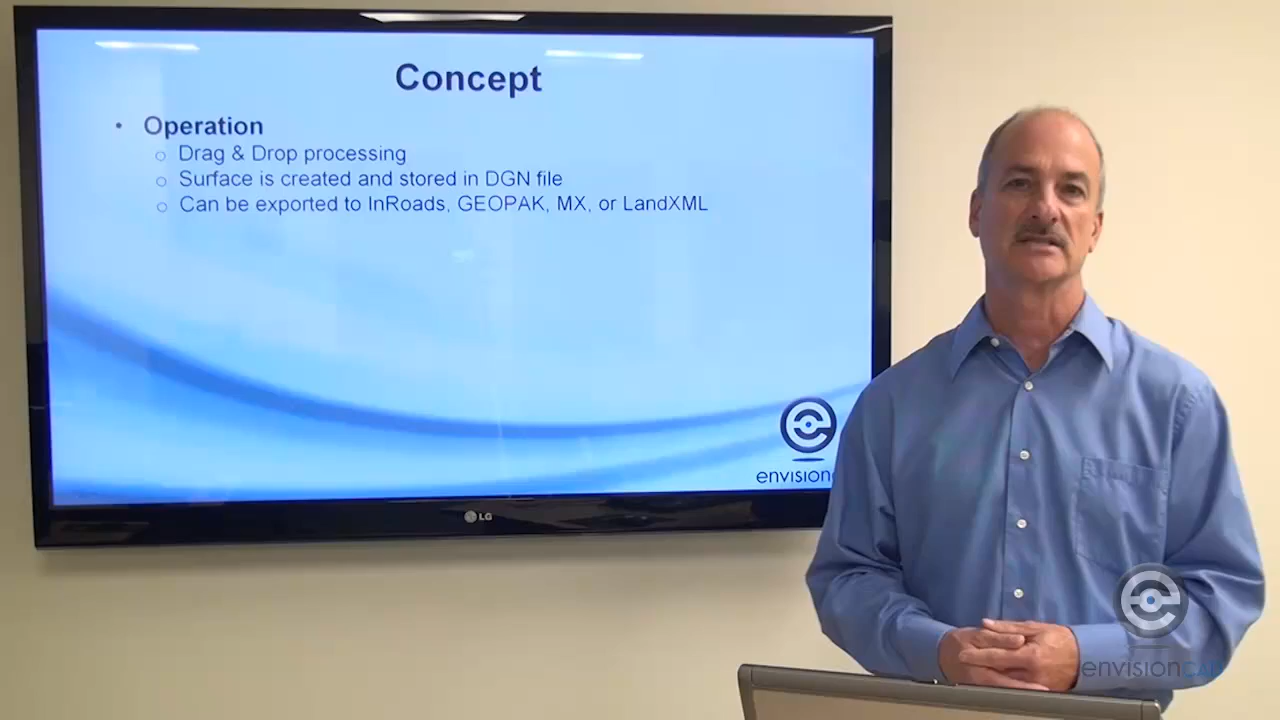 Concept
• Operation
o Drag & Drop processing
o Surface is created and stored in DGN file
o Can be exported to InRoads, GEOPAK, MX, or LandXML
envision
LG
envisionCAD